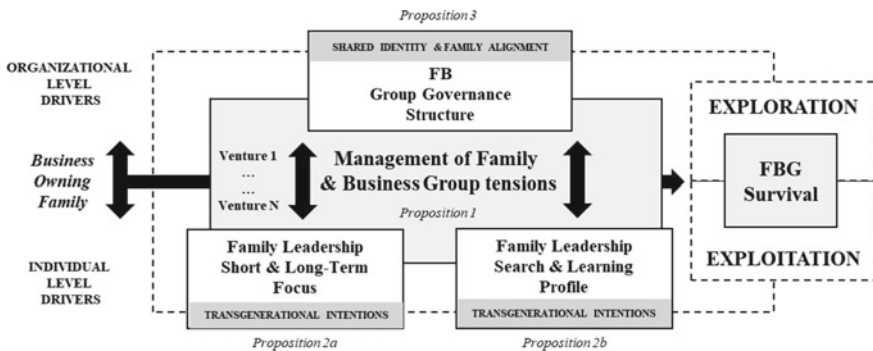 Proposition 3
SHARED IDENTITY & FAMILY ALIGNMENT
FB
Group Governance
Structure
ORGANIZATIONAL
LEVEL
DRIVERS
Business
Owning
Family
INDIVIDUAL
LEVEL
DRIVERS
Venture 1
...
...
Venture N
Management of Family
& Business Group tensions
Proposition 1
EXPLORATION
FBG
Survival
EXPLOITATION
Family Leadership
Short & Long-Term
Focus
TRANSGENERATIONAL INTENTIONS
Proposition 2a
Family Leadership
Search & Learning
Profile
TRANSGENERATIONAL INTENTIONS
Proposition 2b